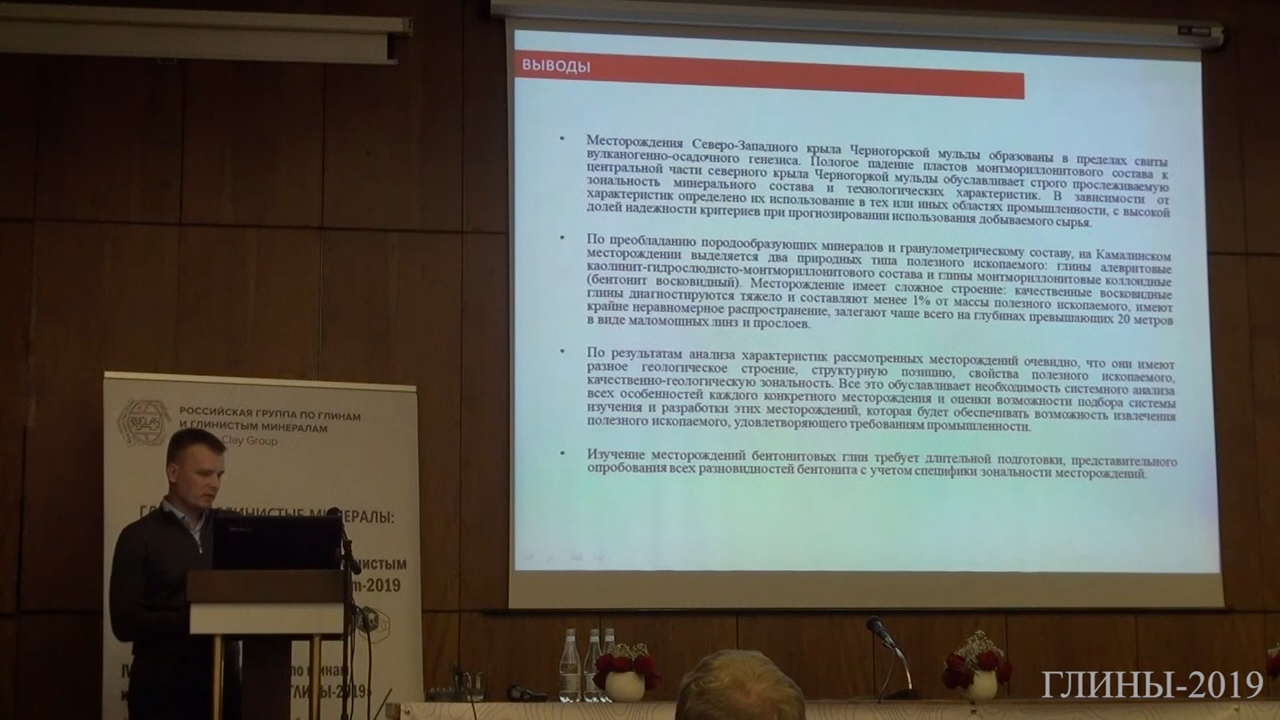 ВЫВОДЫ
• Месторождения Северо-Западного крыла Черногорской мульды образованы в пределах свиты
вулканогенно-осадочного генезиса. Пологое падение пластов монтмориллонитового состава к
центральной части северного крыла Черногоркой мульды обуславливает строго прослеживаемую
зональность минерального состава и технологических характеристик. В зависимости от
характеристик определено их использование в тех или иных областях промышленности, с высокой
долей надежности критериев при прогнозировании использования добываемого сырья.
• По преобладанию породообразующих минералов и гранулометрическому составу, на Камалинском
месторождении выделяется два природных типа полезного ископаемого: глины алевритовые
каолинит-гидрослюдисто-монтмориллонитового состава и глины монтмориллонитовые коллоидные
(бентонит восковидный). Месторождение имеет сложное строение: качественные восковидные
глины диагностируются тяжело и составляют менее 1% от массы полезного ископаемого, имеют
крайне неравномерное распространение, залегают чаще всего на глубинах превышающих 20 метров
в виде маломощных линз и прослоев.
• По результатам анализа характеристик рассмотренных месторождений очевидно, что они имеют
разное геологическое строение, структурную позицию, свойства полезного ископаемого,
качественно-геологическую зональность. Все это обуславливает необходимость системного анализа
всех особенностей каждого конкретного месторождения и оценки возможности подбора системы
изучения и разработки этих месторождений, которая будет обеспечивать возможность извлечения
полезного ископаемого, удовлетворяющего требованиям промышленности.
• Изучение месторождений бентонитовых глин требует длительной подготовки, представительного
опробования всех разновидностей бентонита с учетом специфики зональности месторождений.
РОССИЙСКАЯ ГРУППА ПО ГЛИНАМ
И ГЛИНИСТЫМ МИНЕРАЛАМ
Clay Group
ГЛИНИСТЫЕ МИНЕРАЛЫ:
-2019
ГЛИНЫ-2019